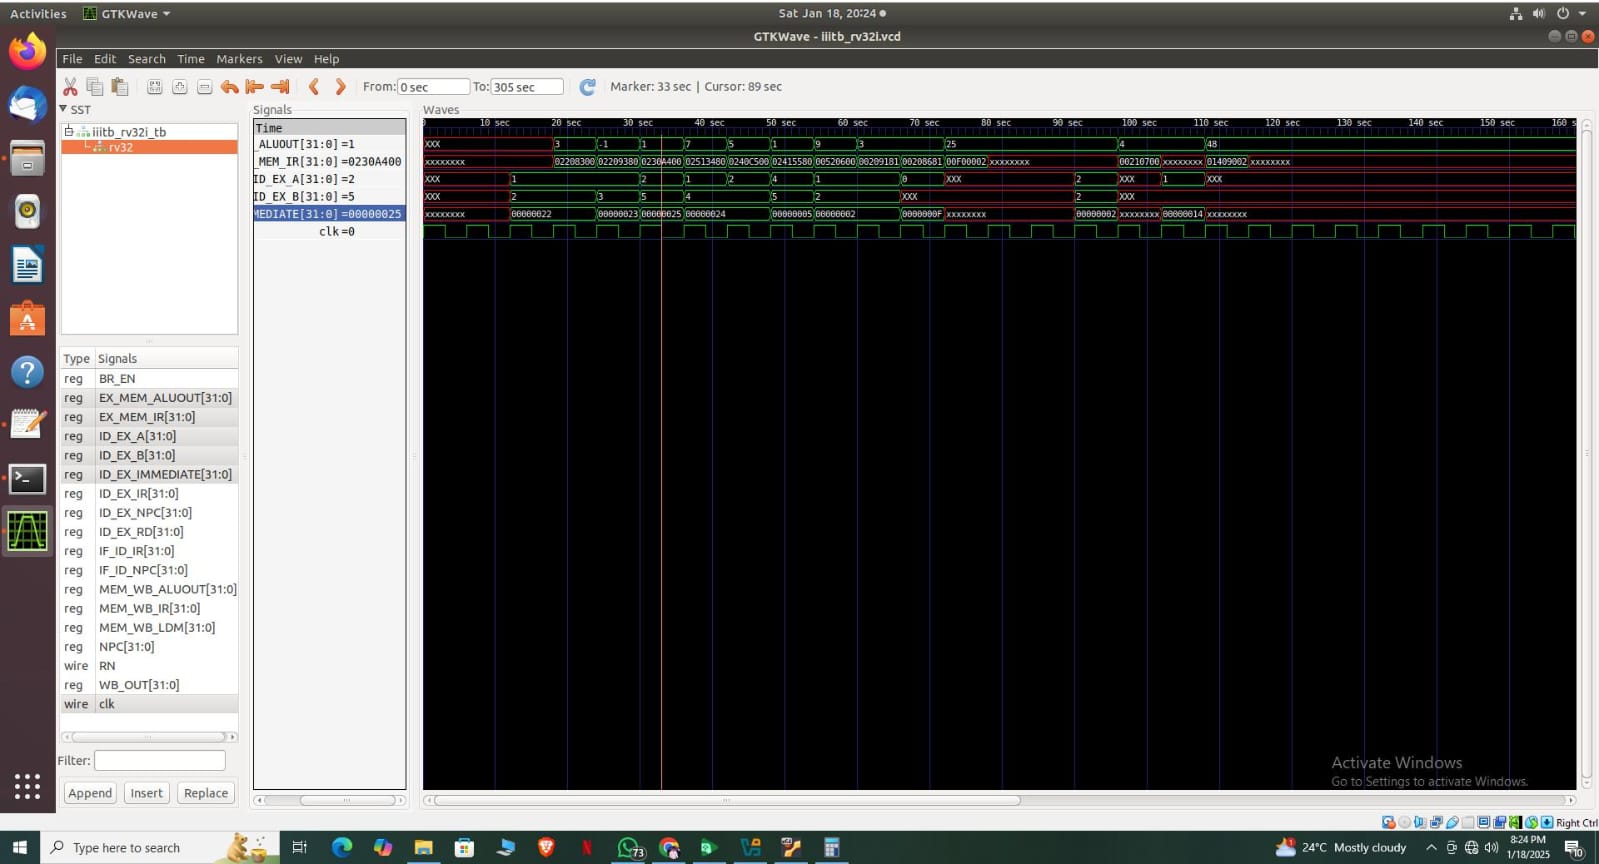 Activities GTKWave Sat Jan 18, 20:24
GTKWave - iiitb_rv32i.vcd
File Edit Search Time Markers View Help
From: 0 sec To: 305 sec Marker: 33 sec | Cursor: 89 sec
SST
iiitb_rv32i_tb
rv32
Type Signals
reg BR_EN
reg EX_MEM_ALUOUT[31:0]
reg EX_MEM_IR[31:0]
reg ID_EX_A[31:0]
reg ID_EX_B[31:0]
reg ID_EX_IMMEDIATE[31:0]
reg ID_EX_IR[31:0]
reg ID_EX_NPC[31:0]
reg ID_EX_RD[31:0]
reg IF_ID_IR[31:0]
reg IF_ID_NPC[31:0]
reg MEM_WB_ALUOUT[31:0]
reg MEM_WB_IR[31:0]
reg MEM_WB_LDM[31:0]
reg NPC[31:0]
wire RN
reg WB_OUT[31:0]
wire clk
Filter:
Append Insert Replace
Signals
Time
_ALUOUT[31:0] =1
_MEM_IR[31:0] =0230A400
ID_EX_A[31:0] =2
ID_EX_B[31:0] =5
MEDIATE[31:0] =00000025
clk =0
Waves
10 sec 20 sec 30 sec 40 sec 50 sec 60 sec 70 sec 80 sec 90 sec 100 sec 110 sec 120 sec 130 sec 140 sec 150 sec 160 s
XXX 3 -1 1 7 5 1 9 3 25 4 48
xxxxxxxx 02208300 02209380 0230A400 02513480 0240C500 02415580 00520600 00209181 00208681 00F00002 xxxxxxxx 00210700 xxxxxxxx 01409002 xxxxxxxx
XXX 1 2 1 2 4 1 0 XXX 2 XXX 1 XXX
XXX 2 3 5 4 5 2 XXX 2 XXX
xxxxxxxx 00000022 00000023 00000025 00000024 00000005 00000002 0000000F xxxxxxxx 00000002 xxxxxxxx 00000014 xxxxxxxx
Activate Windows
Go to Settings to activate Windows.
Right Ctrl
Type here to search
73
24°C Mostly cloudy
8:24 PM
1/18/2025
10